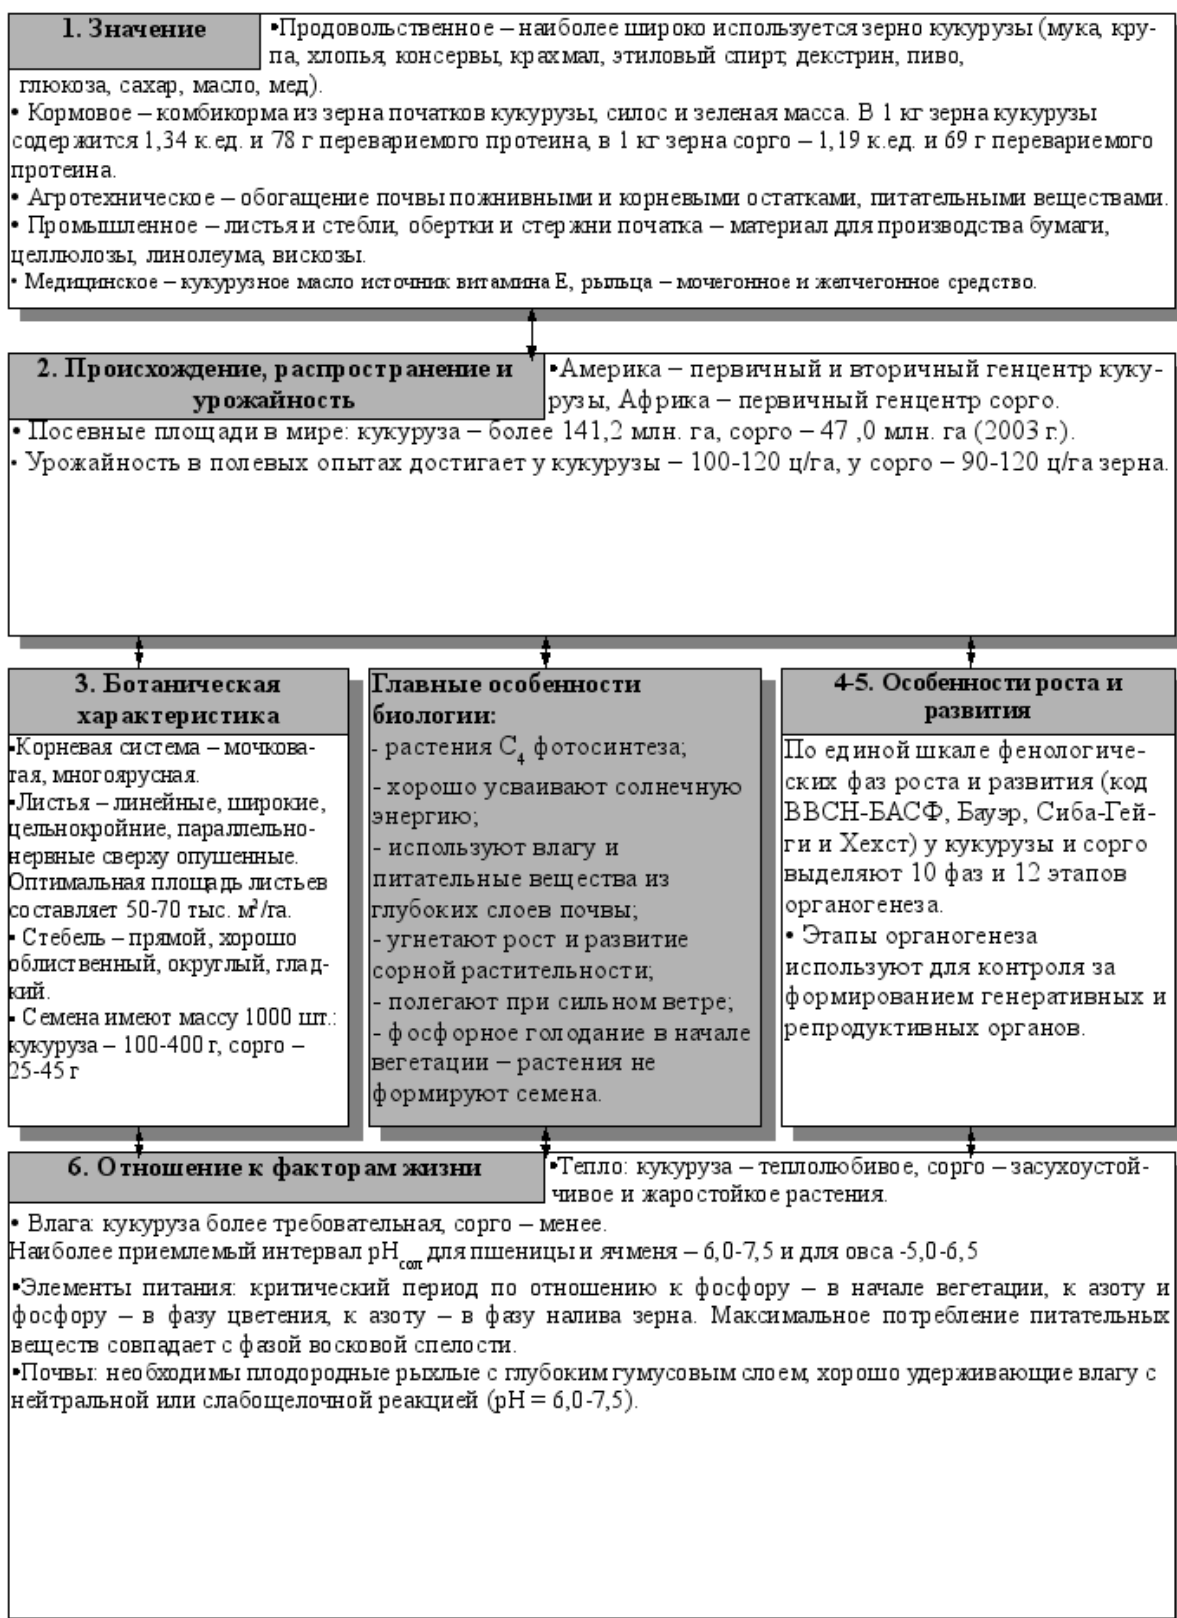 1. Значение
•Продовольственное – наиболее широко используется зерно кукурузы (мука, кру-
па, хлопья, консервы, крахмал, этиловый спирт, декстрин, пиво,
глюкоза, сахар, масло, мед).
• Кормовое – комбикорма из зерна початков кукурузы, силос и зеленая масса. В 1 кг зерна кукурузы
содержится 1,34 к.ед. и 78 г перевариемого протеина, в 1 кг зерна сорго – 1,19 к.ед. и 69 г перевариемого
протеина.
• Агротехническое – обогащение почвы пожнивными и корневыми остатками, питательными веществами.
• Промышленное – листья и стебли, обертки и стержни початка – материал для производства бумаги,
целлюлозы, линолеума, вискозы.
• Медицинское – кукурузное масло источник витамина Е, рыльца – мочегонное и желчегонное средство.
2. Происхождение, распространение и
урожайность
•Америка – первичный и вторичный генцентр куку-
рузы, Африка – первичный генцентр сорго.
• Посевные площади в мире: кукуруза – более 141,2 млн. га, сорго – 47 ,0 млн. га (2003 г.).
• Урожайность в полевых опытах достигает у кукурузы – 100-120 ц/га, у сорго – 90-120 ц/га зерна.
3. Ботаническая
характеристика
•Корневая система – мочкова-
тая, многоярусная.
•Листья – линейные, широкие,
цельнокройние, параллельно-
нервные сверху опушенные.
Оптимальная площадь листьев
составляет 50-70 тыс. м²/га.
• Стебель – прямой, хорошо
облиственный, округлый, глад-
кий.
• Семена имеют массу 1000 шт.:
кукуруза – 100-400 г, сорго –
25-45 г
Главные особенности
биологии:
- растения С₄ фотосинтеза;
- хорошо усваивают солнечную
энергию;
- используют влагу и
питательные вещества из
глубоких слоев почвы;
- угнетают рост и развитие
сорной растительности;
- полегают при сильном ветре;
- фосфорное голодание в начале
вегетации – растения не
формируют семена.
4-5. Особенности роста и
развития
По единой шкале фенологиче-
ских фаз роста и развития (код
ВВСН-БАСФ, Бауэр, Сиба-Гей-
ги и Хехст) у кукурузы и сорго
выделяют 10 фаз и 12 этапов
органогенеза.
• Этапы органогенеза
используют для контроля за
формированием генеративных и
репродуктивных органов.
6. Отношение к факторам жизни
•Тепло: кукуруза – теплолюбивое, сорго – засухоустой-
чивое и жаростойкое растения.
• Влага: кукуруза более требовательная, сорго – менее.
Наиболее приемлемый интервал рНсол для пшеницы и ячменя – 6,0-7,5 и для овса -5,0-6,5
•Элементы питания: критический период по отношению к фосфору – в начале вегетации, к азоту и
фосфору – в фазу цветения, к азоту – в фазу налива зерна. Максимальное потребление питательных
веществ совпадает с фазой восковой спелости.
•Почвы: необходимы плодородные рыхлые с глубоким гумусовым слоем, хорошо удерживающие влагу с
нейтральной или слабощелочной реакцией (рН = 6,0-7,5).